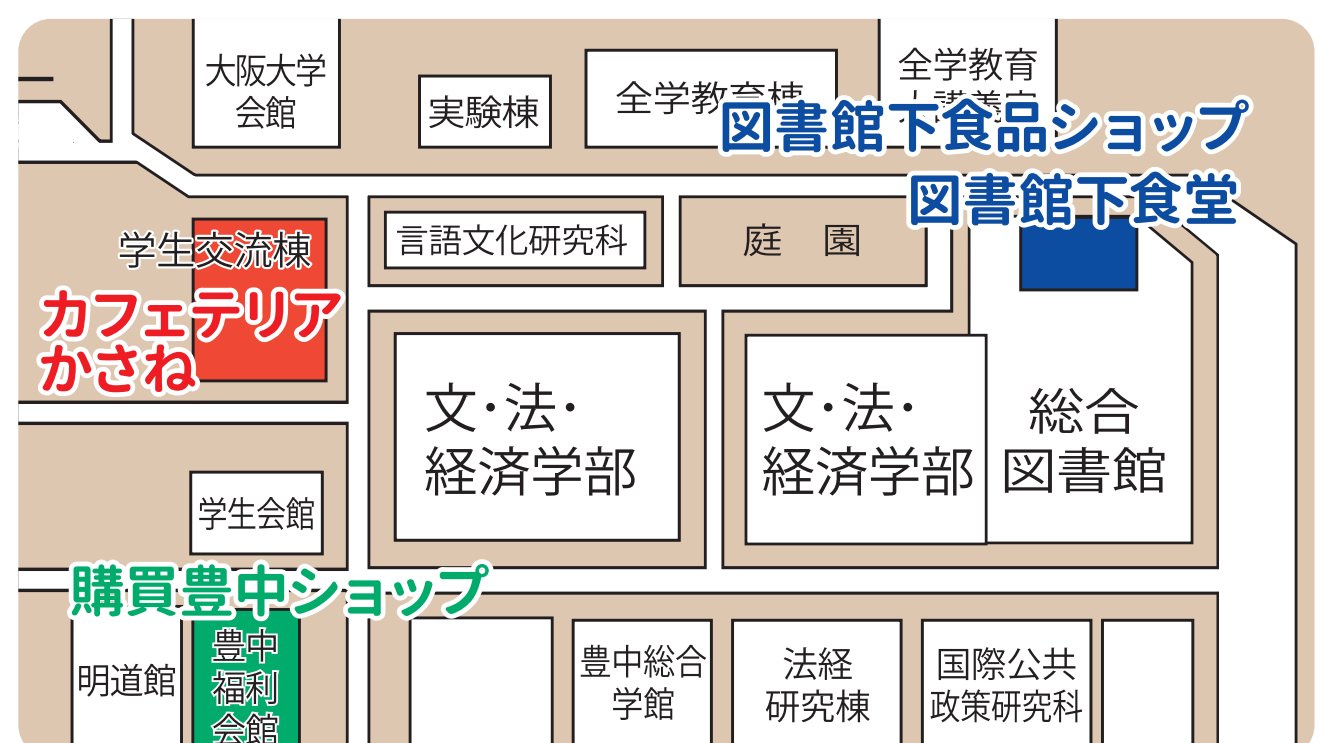 大阪大学
会館
実験棟
全学教育棟
全学教育
図書館下食品ショップ
図書館下食堂
学生交流棟
カフェテリア
かさね
言語文化研究科
庭 園
文・法・
経済学部
文・法・
経済学部
総合
図書館
学生会館
購買豊中ショップ
明道館
豊中
福利
会館
豊中総合
学館
法経
研究棟
国際公共
政策研究科